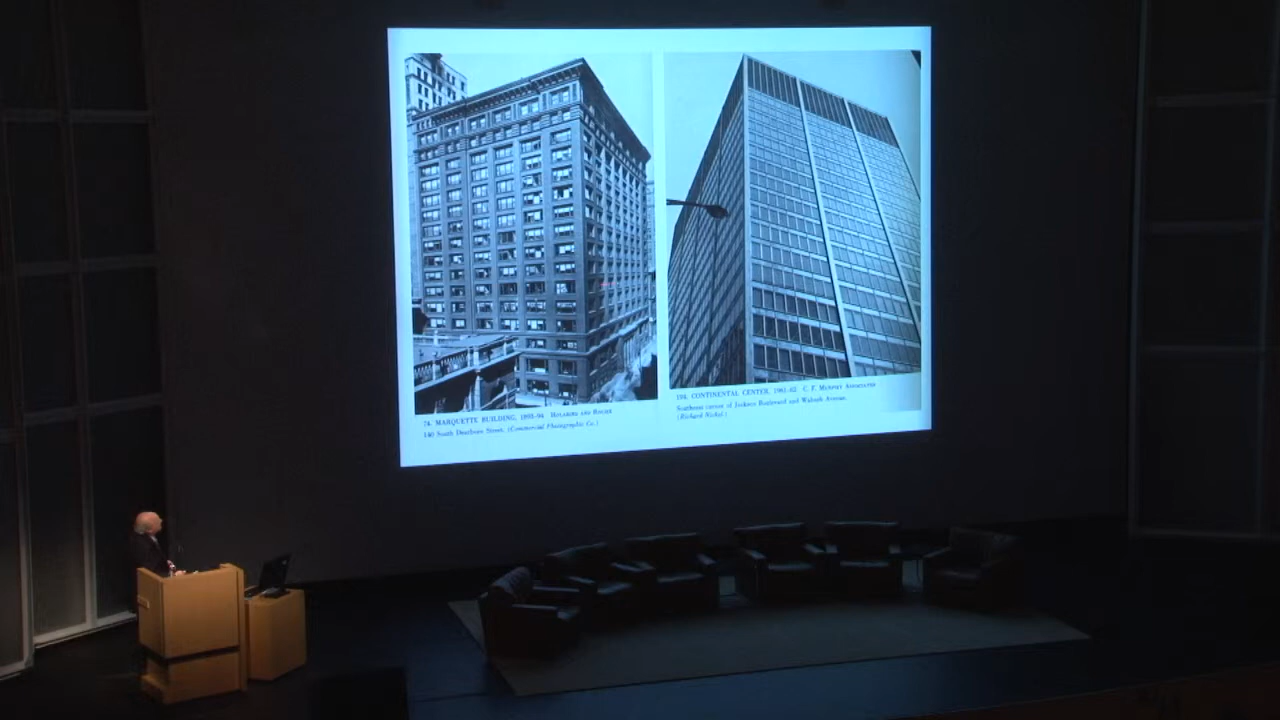 74. MARQUETTE BUILDING, 1893-94 HOLABIRD AND ROCHE
140 South Dearborn Street. (Commercial Photographic Co.)
CONTINENTAL CENTER, 1961-62 C. F. MURPHY ASSOCIATES
Southeast corner of Jackson Boulevard and Wabash Avenue.
(Richard Nickel.)